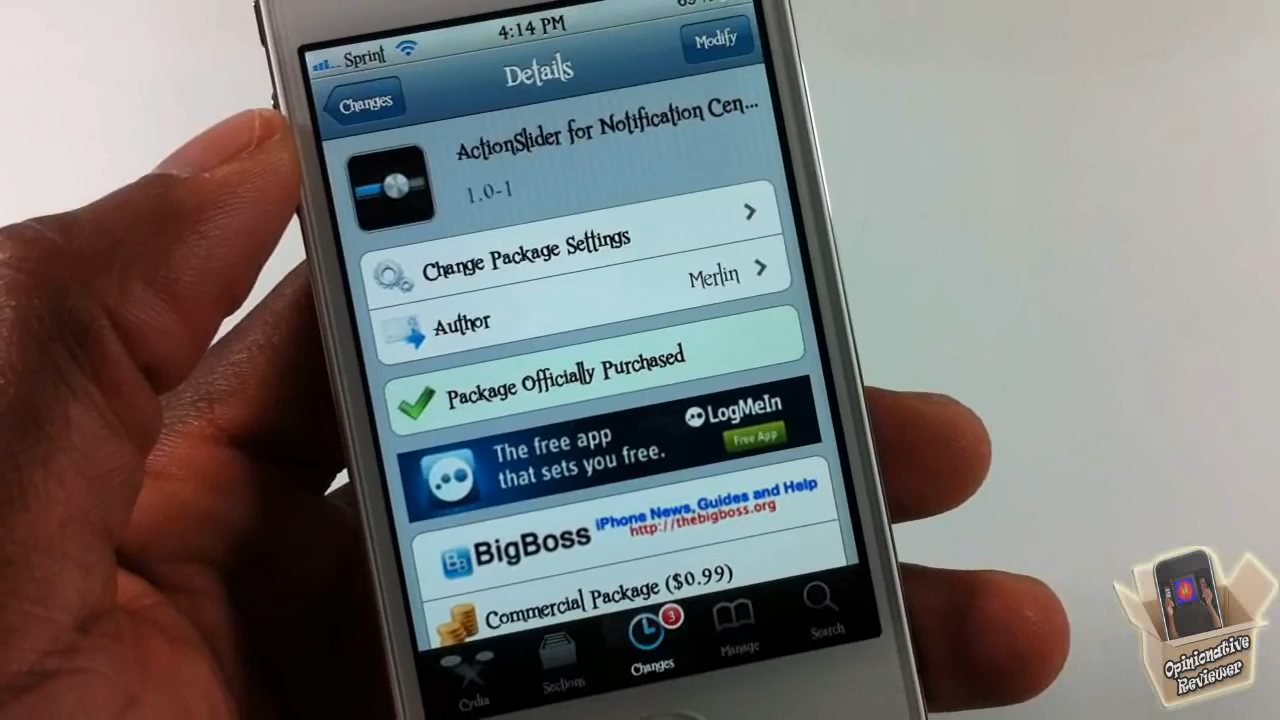 Sprint
4:14 PM
Changes
Details
Modify
ActionSlider for Notification Cen...
1.0-1
Change Package Settings
Author
Merlin
Package Officially Purchased
The free app
that sets you free.
LogMeIn
Free App
BB BigBoss
iPhone News, Guides and Help
http://thebigboss.org
Commercial Package ($0.99)
Cydia
Sections
Changes
3
Manage
Search
Opinionative
Reviewer